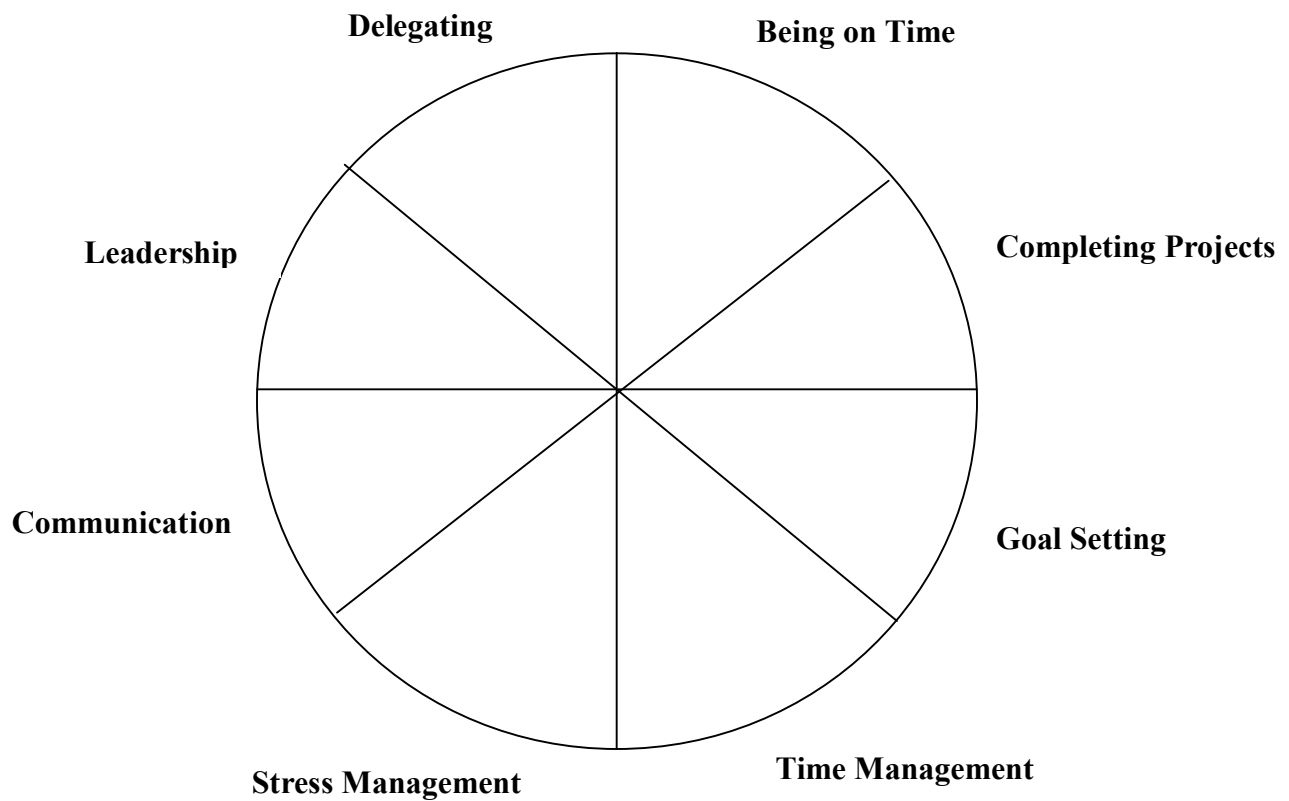 Delegating
Being on Time
Leadership
Completing Projects
Communication
Goal Setting
Stress Management
Time Management